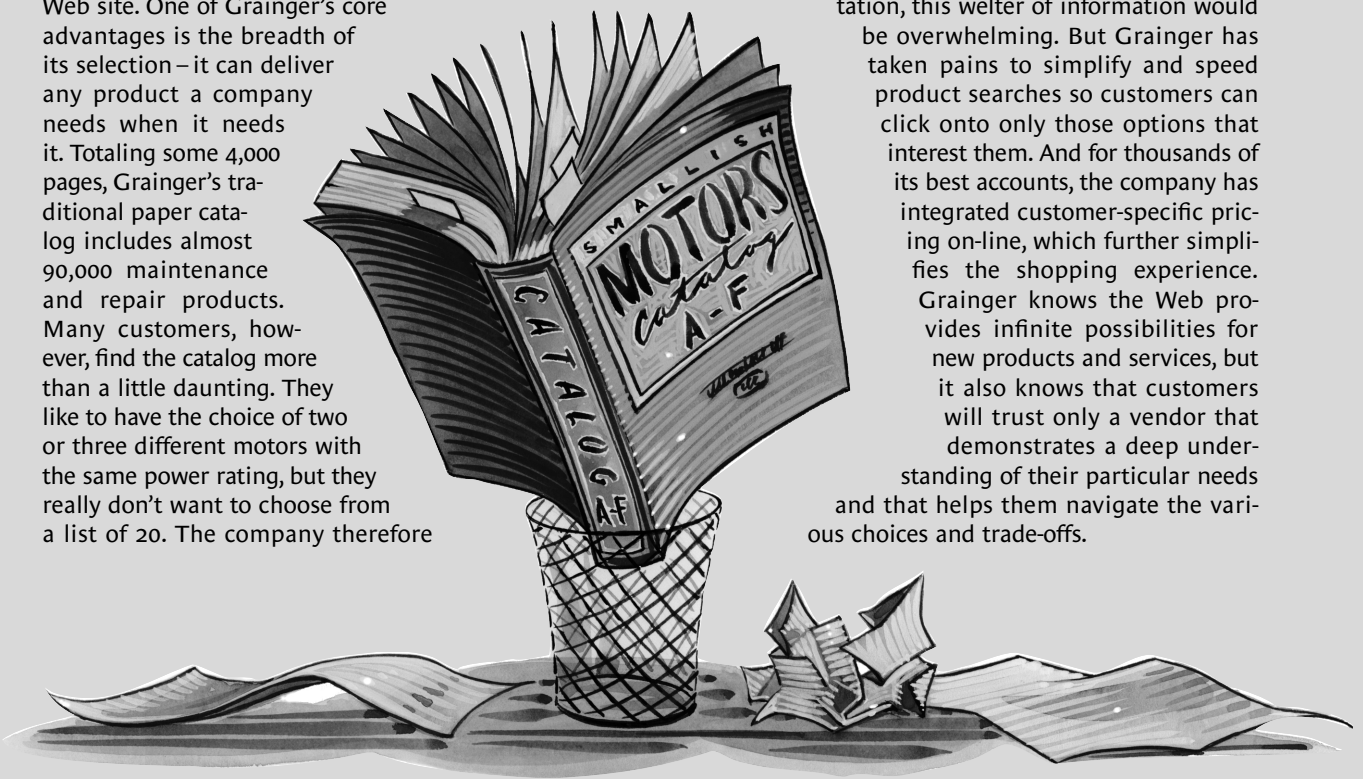 Web site. One of Grainger’s core
advantages is the breadth of
its selection – it can deliver
any product a company
needs when it needs
it. Totaling some 4,000
pages, Grainger’s tra-
ditional paper cata-
log includes almost
90,000 maintenance
and repair products.
Many customers, how-
ever, find the catalog more
than a little daunting. They
like to have the choice of two
or three different motors with
the same power rating, but they
really don’t want to choose from
a list of 20. The company therefore
SMALLISH
MOTORS
catalog
A-F
CATALOG
A-F
tation, this welter of information would
be overwhelming. But Grainger has
taken pains to simplify and speed
product searches so customers can
click onto only those options that
interest them. And for thousands of
its best accounts, the company has
integrated customer-specific pric-
ing on-line, which further simpli-
fies the shopping experience.
Grainger knows the Web pro-
vides infinite possibilities for
new products and services, but
it also knows that customers
will trust only a vendor that
demonstrates a deep under-
standing of their particular needs
and that helps them navigate the vari-
ous choices and trade-offs.